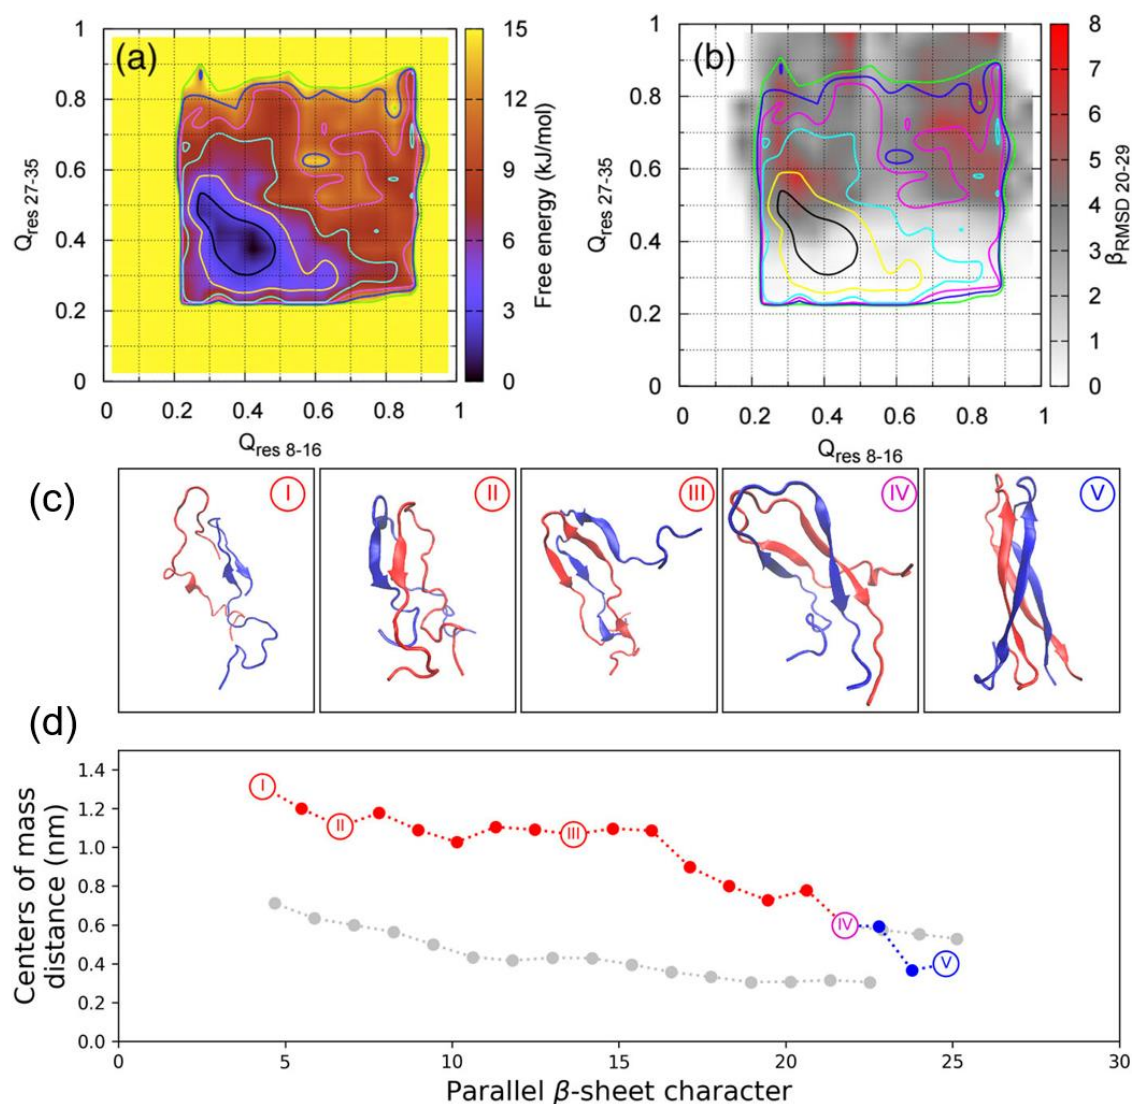 (a)
1
0.8
0.6
0.4
0.2
0
0 0.2 0.4 0.6 0.8 1
Q res 27-35
Q res 8-16
15
12
9
6
3
0
Free energy (kJ/mol)
(b)
1
0.8
0.6
0.4
0.2
0
0 0.2 0.4 0.6 0.8 1
Q res 27-35
Q res 8-16
8
7
6
5
4
3
2
1
0
βRMSD 20-29
(c)
I II III IV V
(d)
1.4
1.2
1.0
0.8
0.6
0.4
0.2
0.0
Centers of mass
distance (nm)
I
II
III
IV
V
0 5 10 15 20 25 30
Parallel β-sheet character